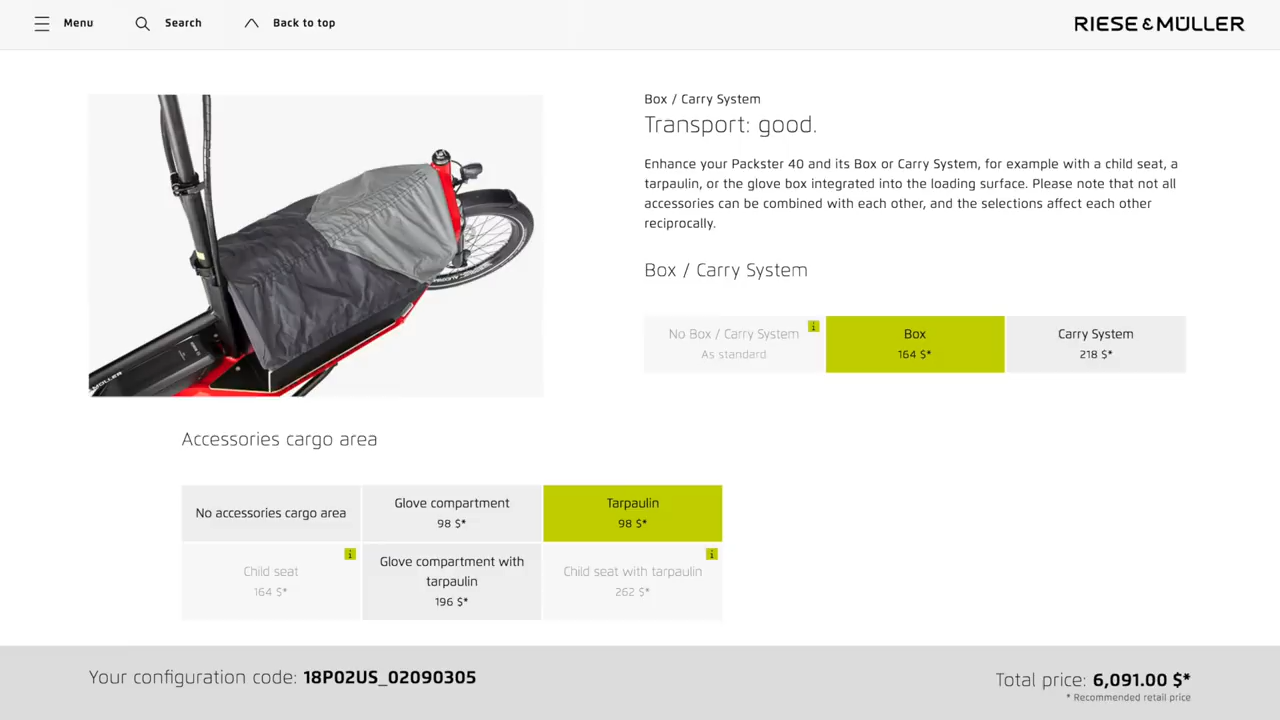 Menu
Search
Back to top
RIESE & MÜLLER
Box / Carry System
Transport: good.
Enhance your Packster 40 and its Box or Carry System, for example with a child seat, a
tarpaulin, or the glove box integrated into the loading surface. Please note that not all
accessories can be combined with each other, and the selections affect each other
reciprocally.
Box / Carry System
No Box / Carry System
As standard
i
Box
164 $*
Carry System
218 $*
Accessories cargo area
No accessories cargo area
Glove compartment
98 $*
Tarpaulin
98 $*
Child seat
164 $*
i
Glove compartment with
tarpaulin
196 $*
Child seat with tarpaulin
262 $*
i
Your configuration code: 18P02US_02090305
Total price: 6,091.00 $*
* Recommended retail price